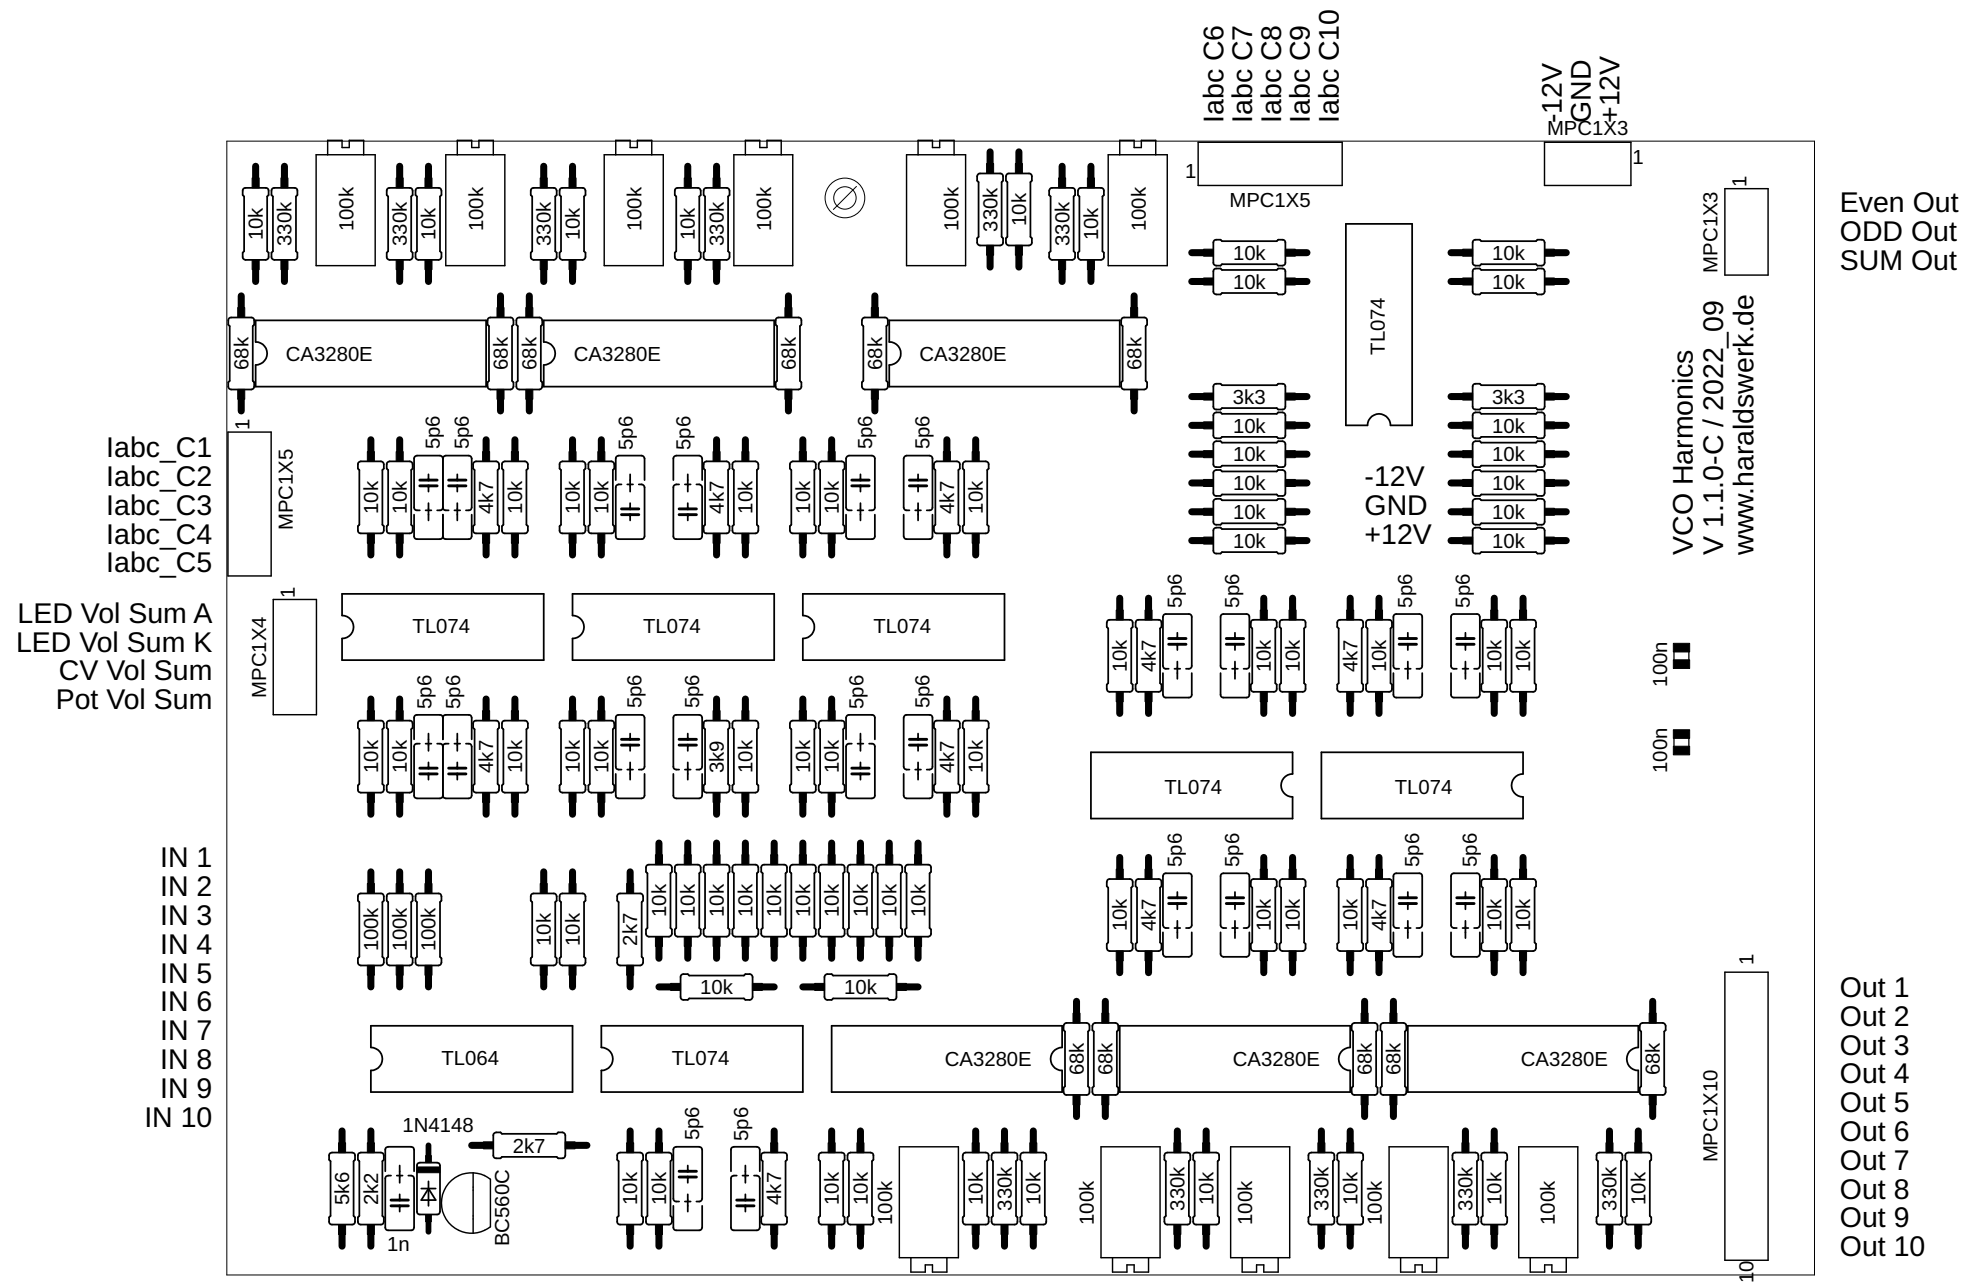 Iabc C6
Iabc C7
Iabc C8
Iabc C9
Iabc C10
-12V
GND
+12V
MPC1X3
1
MPC1X5
1
1
MPC1X3
Even Out
ODD Out
SUM Out
10k
330k
100k
330k
10k
100k
330k
10k
100k
10k
330k
100k
100k
330k
10k
330k
10k
100k
10k
10k
10k
10k
TL074
68k
CA3280E
68k
68k
CA3280E
68k
68k
CA3280E
68k
3k3
10k
10k
10k
10k
10k
3k3
10k
10k
10k
10k
10k
-12V
GND
+12V
VCO Harmonics
V 1.1.0-C / 2022_09
www.haraldswerk.de
Iabc_C1
Iabc_C2
Iabc_C3
Iabc_C4
Iabc_C5
1
MPC1X5
5p6
5p6
5p6
5p6
5p6
5p6
10k
10k
4k7
10k
10k
10k
4k7
10k
10k
10k
4k7
10k
LED Vol Sum A
LED Vol Sum K
CV Vol Sum
Pot Vol Sum
1
MPC1X4
TL074
TL074
TL074
5p6
5p6
5p6
5p6
10k
4k7
10k
10k
4k7
10k
10k
10k
100n
100n
5p6
5p6
5p6
5p6
5p6
5p6
10k
10k
4k7
10k
10k
10k
3k9
10k
10k
10k
4k7
10k
TL074
TL074
IN 1
IN 2
IN 3
IN 4
IN 5
IN 6
IN 7
IN 8
IN 9
IN 10
100k
100k
100k
10k
10k
2k7
10k
10k
10k
10k
10k
10k
10k
10k
10k
10k
10k
10k
5p6
5p6
5p6
5p6
10k
4k7
10k
10k
10k
4k7
10k
10k
TL064
TL074
CA3280E
68k
68k
CA3280E
68k
68k
CA3280E
68k
1
MPC1X10
10
Out 1
Out 2
Out 3
Out 4
Out 5
Out 6
Out 7
Out 8
Out 9
Out 10
5k6
2k2
1n
1N4148
BC560C
2k7
10k
10k
5p6
5p6
4k7
10k
10k
100k
10k
330k
10k
100k
330k
10k
100k
330k
10k
100k
330k
10k
100k
330k
10k